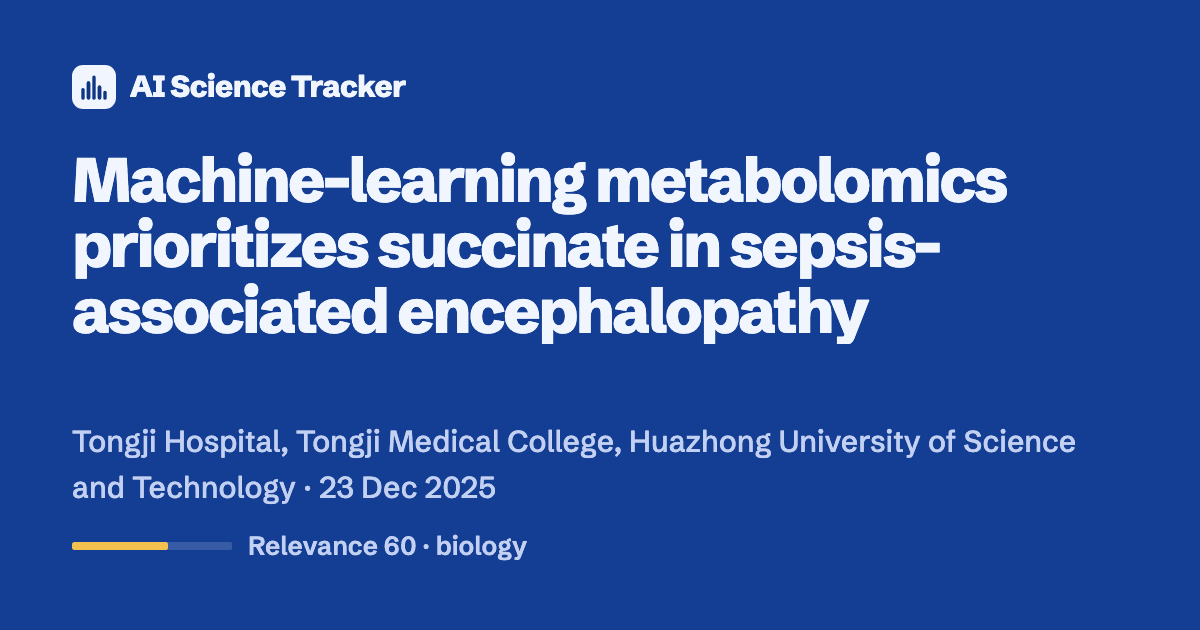 AI Science Tracker
Machine-learning metabolomics
prioritizes succinate in sepsis-
associated encephalopathy
Tongji Hospital, Tongji Medical College, Huazhong University of Science
and Technology · 23 Dec 2025
Relevance 60 · biology